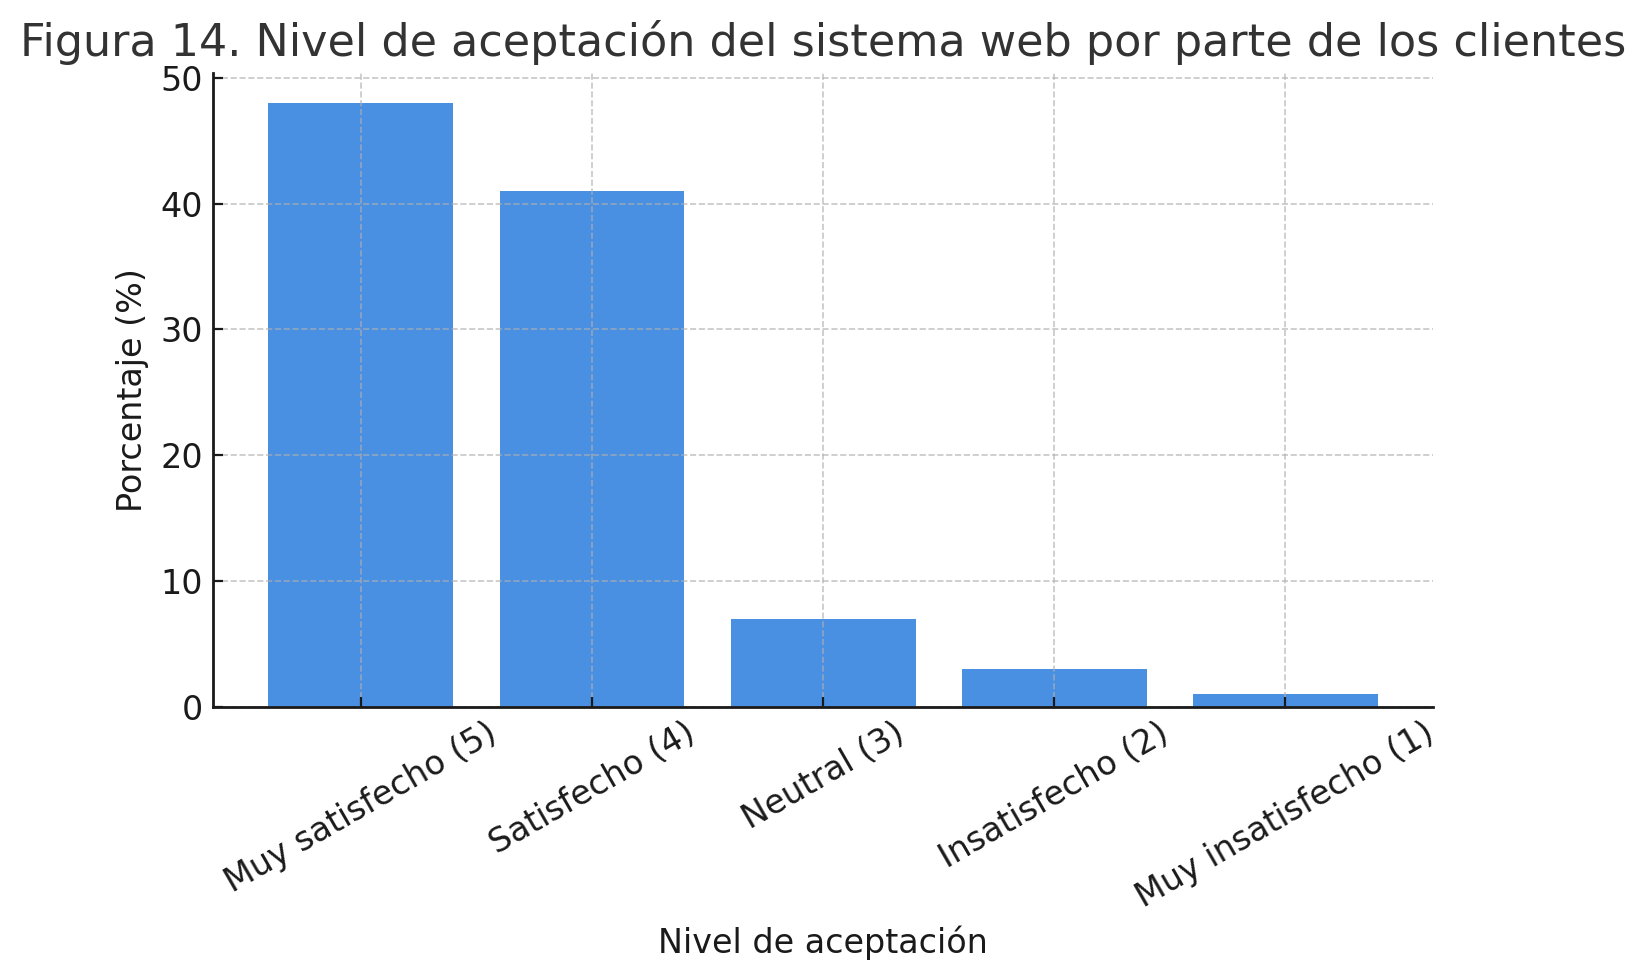 Figura 14. Nivel de aceptación del sistema web por parte de los clientes
50
40
30
20
10
0
Porcentaje (%)
Muy satisfecho (5)
Satisfecho (4)
Neutral (3)
Insatisfecho (2)
Muy insatisfecho (1)
Nivel de aceptación